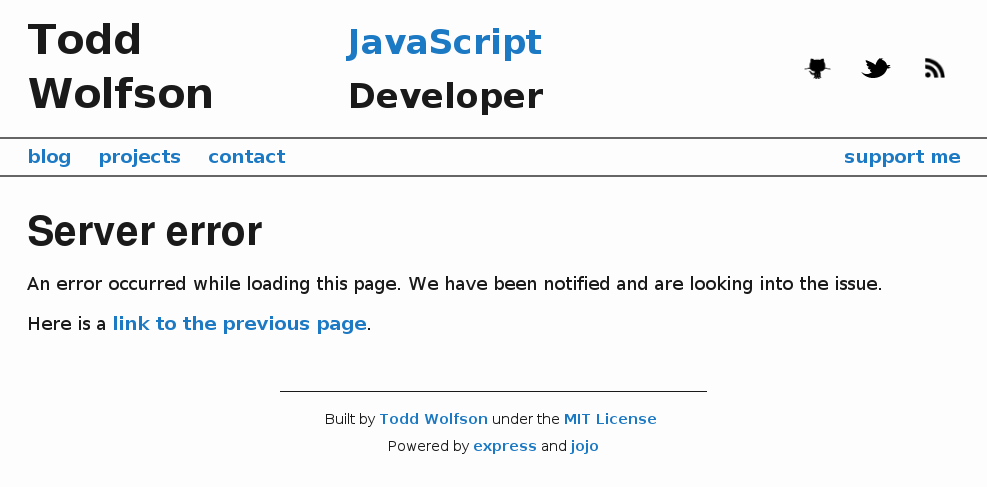 Todd
Wolfson
JavaScript
Developer
blog projects contact support me
Server error
An error occurred while loading this page. We have been notified and are looking into the issue.
Here is a link to the previous page.
Built by Todd Wolfson under the MIT License
Powered by express and jojo